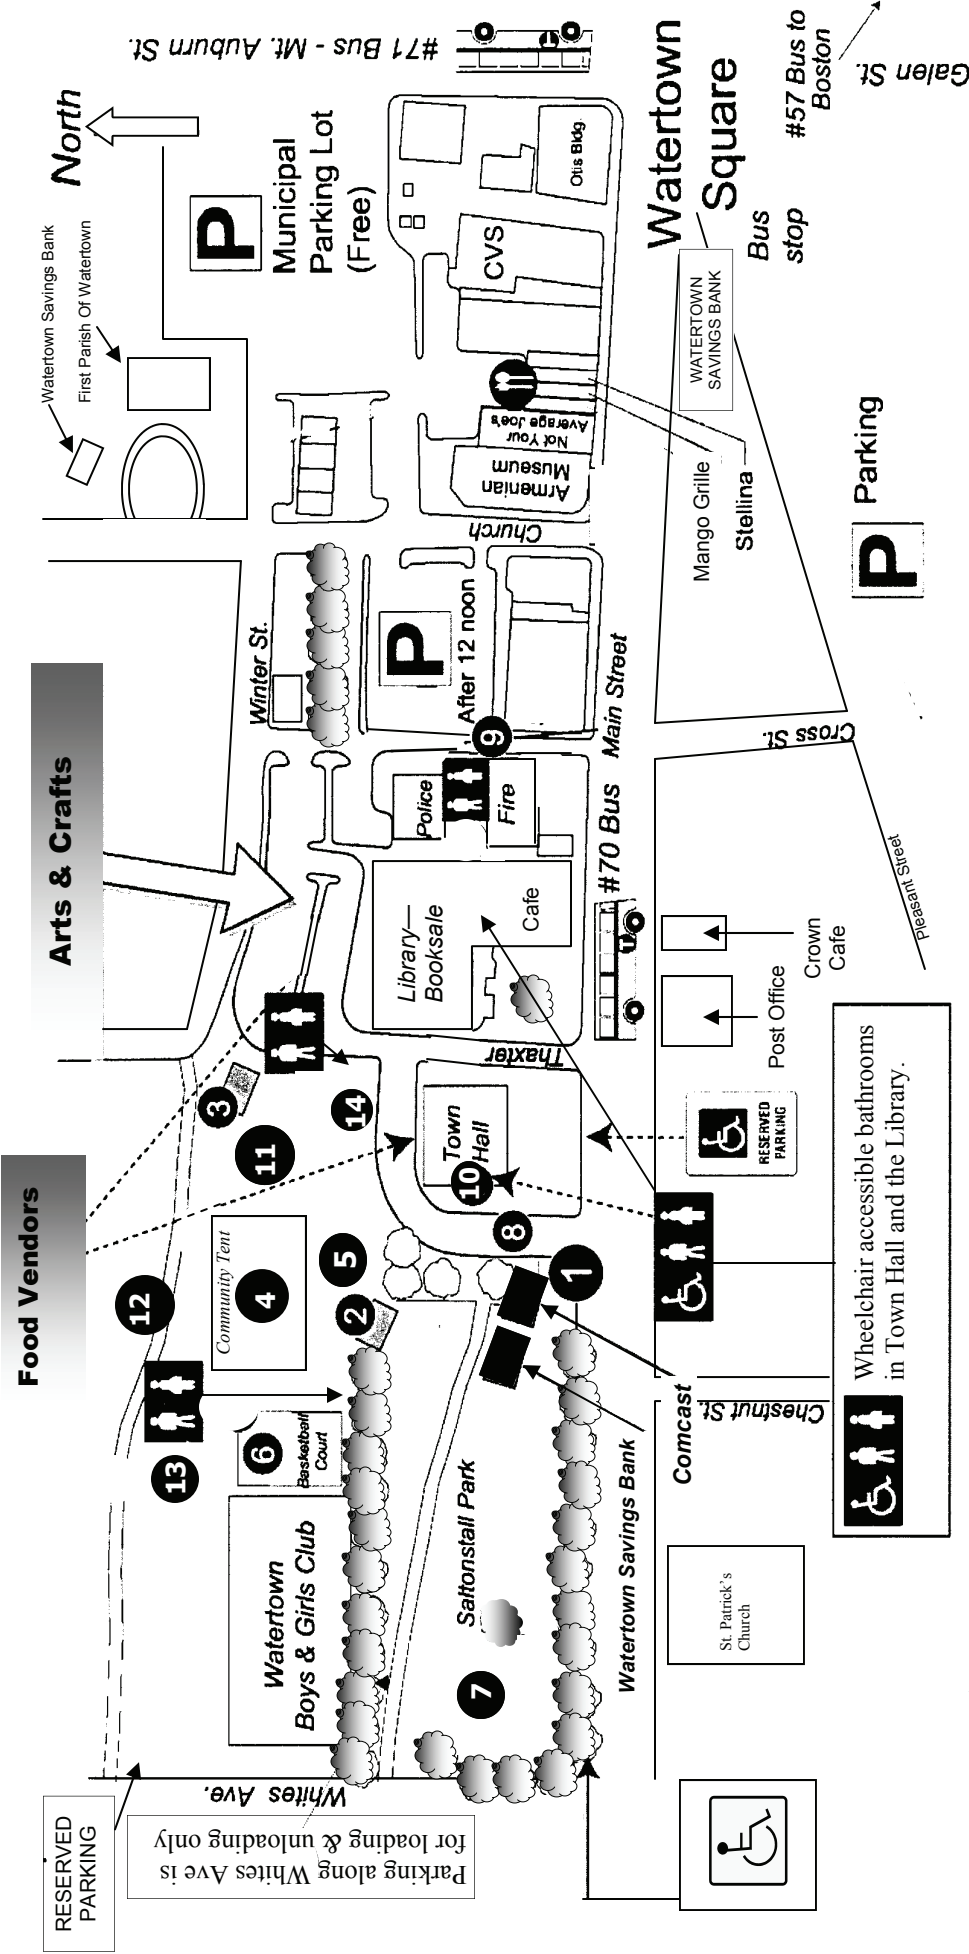 RESERVED
PARKING
Parking along Whites Ave is
for loading & unloading only
Whites Ave.
Food Vendors
Arts & Crafts
Watertown Savings Bank
First Parish Of Watertown
North
P
Municipal
Parking Lot
(Free)
#71 Bus - Mt. Auburn St.
13
12
Community Tent
4
11
3
6
Basketball
Court
Watertown
Boys & Girls Club
2
5
14
Winter St.
P
After 12 noon
Police
Fire
9
Library—
Booksale
Cafe
Church
Armenian
Museum
Not Your
Average Joe's
CVS
Otis Bldg.
7
Saltonstall Park
1
8
10
Town
Hall
Thaxter
#70 Bus
Main Street
Watertown Savings Bank
Comcast
Chestnut St.
St. Patrick's
Church
RESERVED
PARKING
Post Office
Crown
Cafe
Pleasant Street
Cross St.
Mango Grille
Stellina
WATERTOWN
SAVINGS BANK
Watertown
Square
Bus
stop
#57 Bus to
Boston
Galen St.
P
Parking
Wheelchair accessible bathrooms
in Town Hall and the Library.